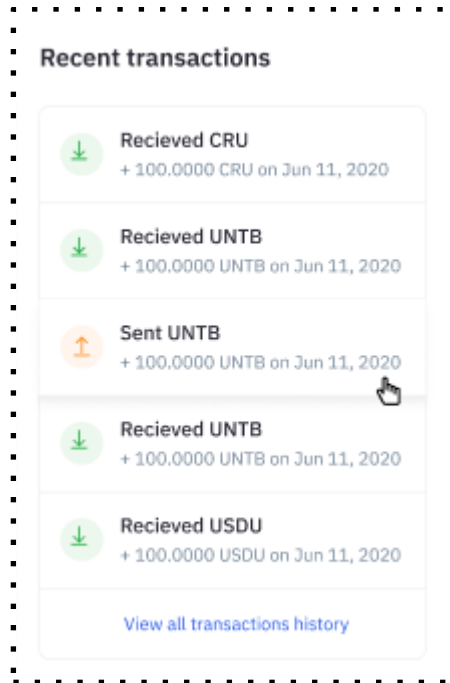 Recent transactions
Recieved CRU
+ 100.0000 CRU on Jun 11, 2020
Recieved UNTB
+ 100.0000 UNTB on Jun 11, 2020
Sent UNTB
+ 100.0000 UNTB on Jun 11, 2020
Recieved UNTB
+ 100.0000 UNTB on Jun 11, 2020
Recieved USDU
+ 100.0000 USDU on Jun 11, 2020
View all transactions history